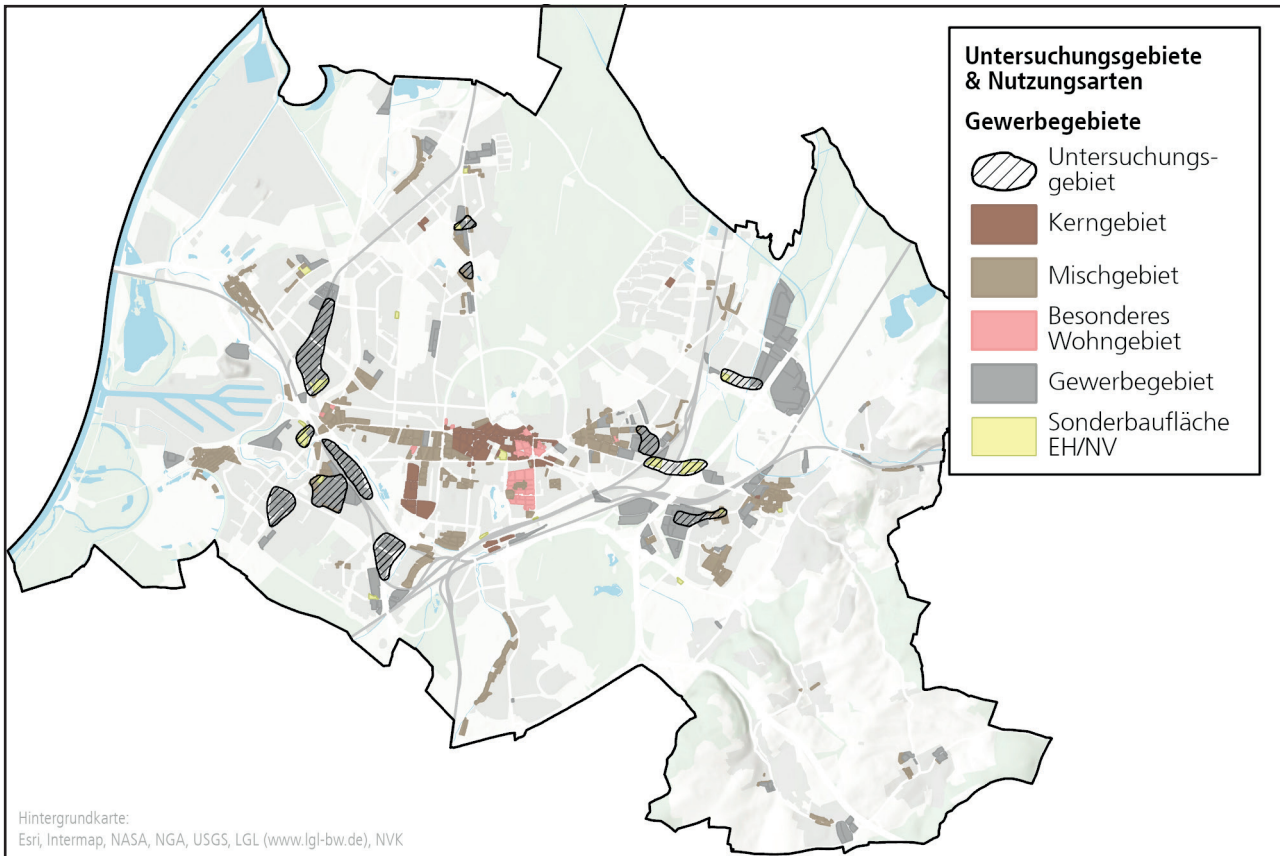 Untersuchungsgebiete
& Nutzungsarten
Gewerbegebiete
Untersuchungs-
gebiet
Kerngebiet
Mischgebiet
Besonderes
Wohngebiet
Gewerbegebiet
Sonderbaufläche
EH/NV
Hintergrundkarte:
Esri, Intermap, NASA, NGA, USGS, LGL (www.lgl-bw.de), NVK